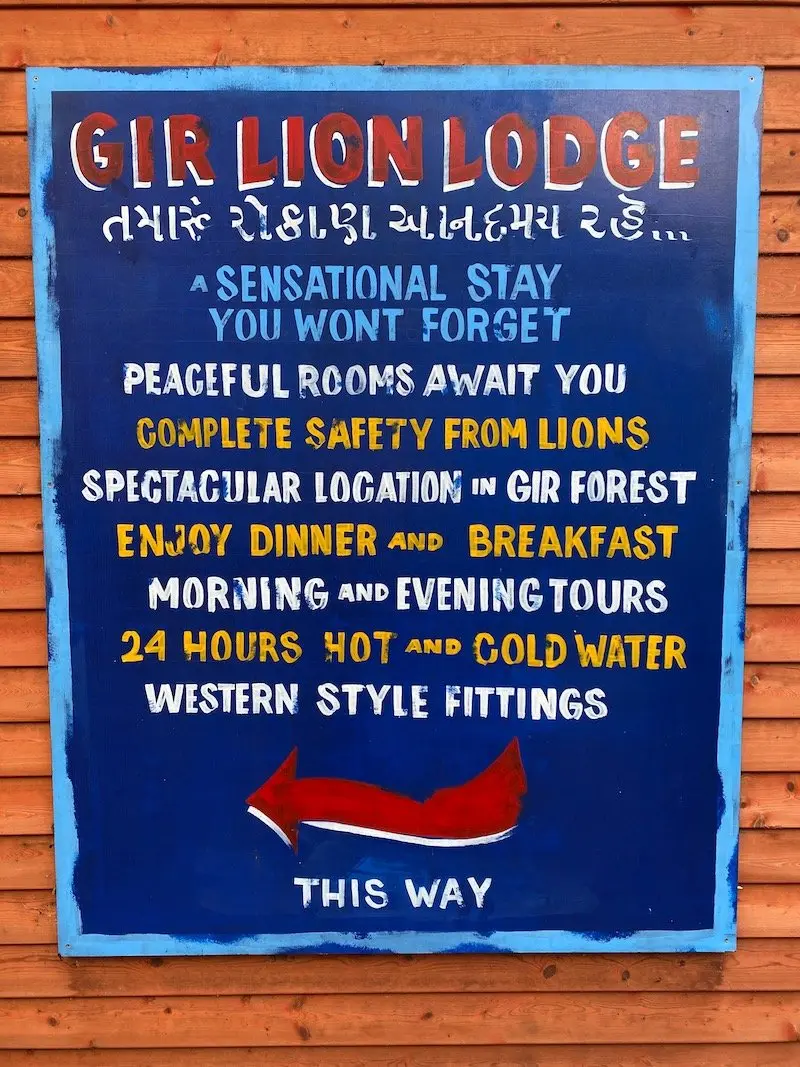 GIR LION LODGE
તમારૂં રોકાણ આનદમય રહે...
A SENSATIONAL STAY
YOU WONT FORGET
PEACEFUL ROOMS AWAIT YOU
COMPLETE SAFETY FROM LIONS
SPECTACULAR LOCATION IN GIR FOREST
ENJOY DINNER AND BREAKFAST
MORNING AND EVENING TOURS
24 HOURS HOT AND COLD WATER
WESTERN STYLE FITTINGS
THIS WAY